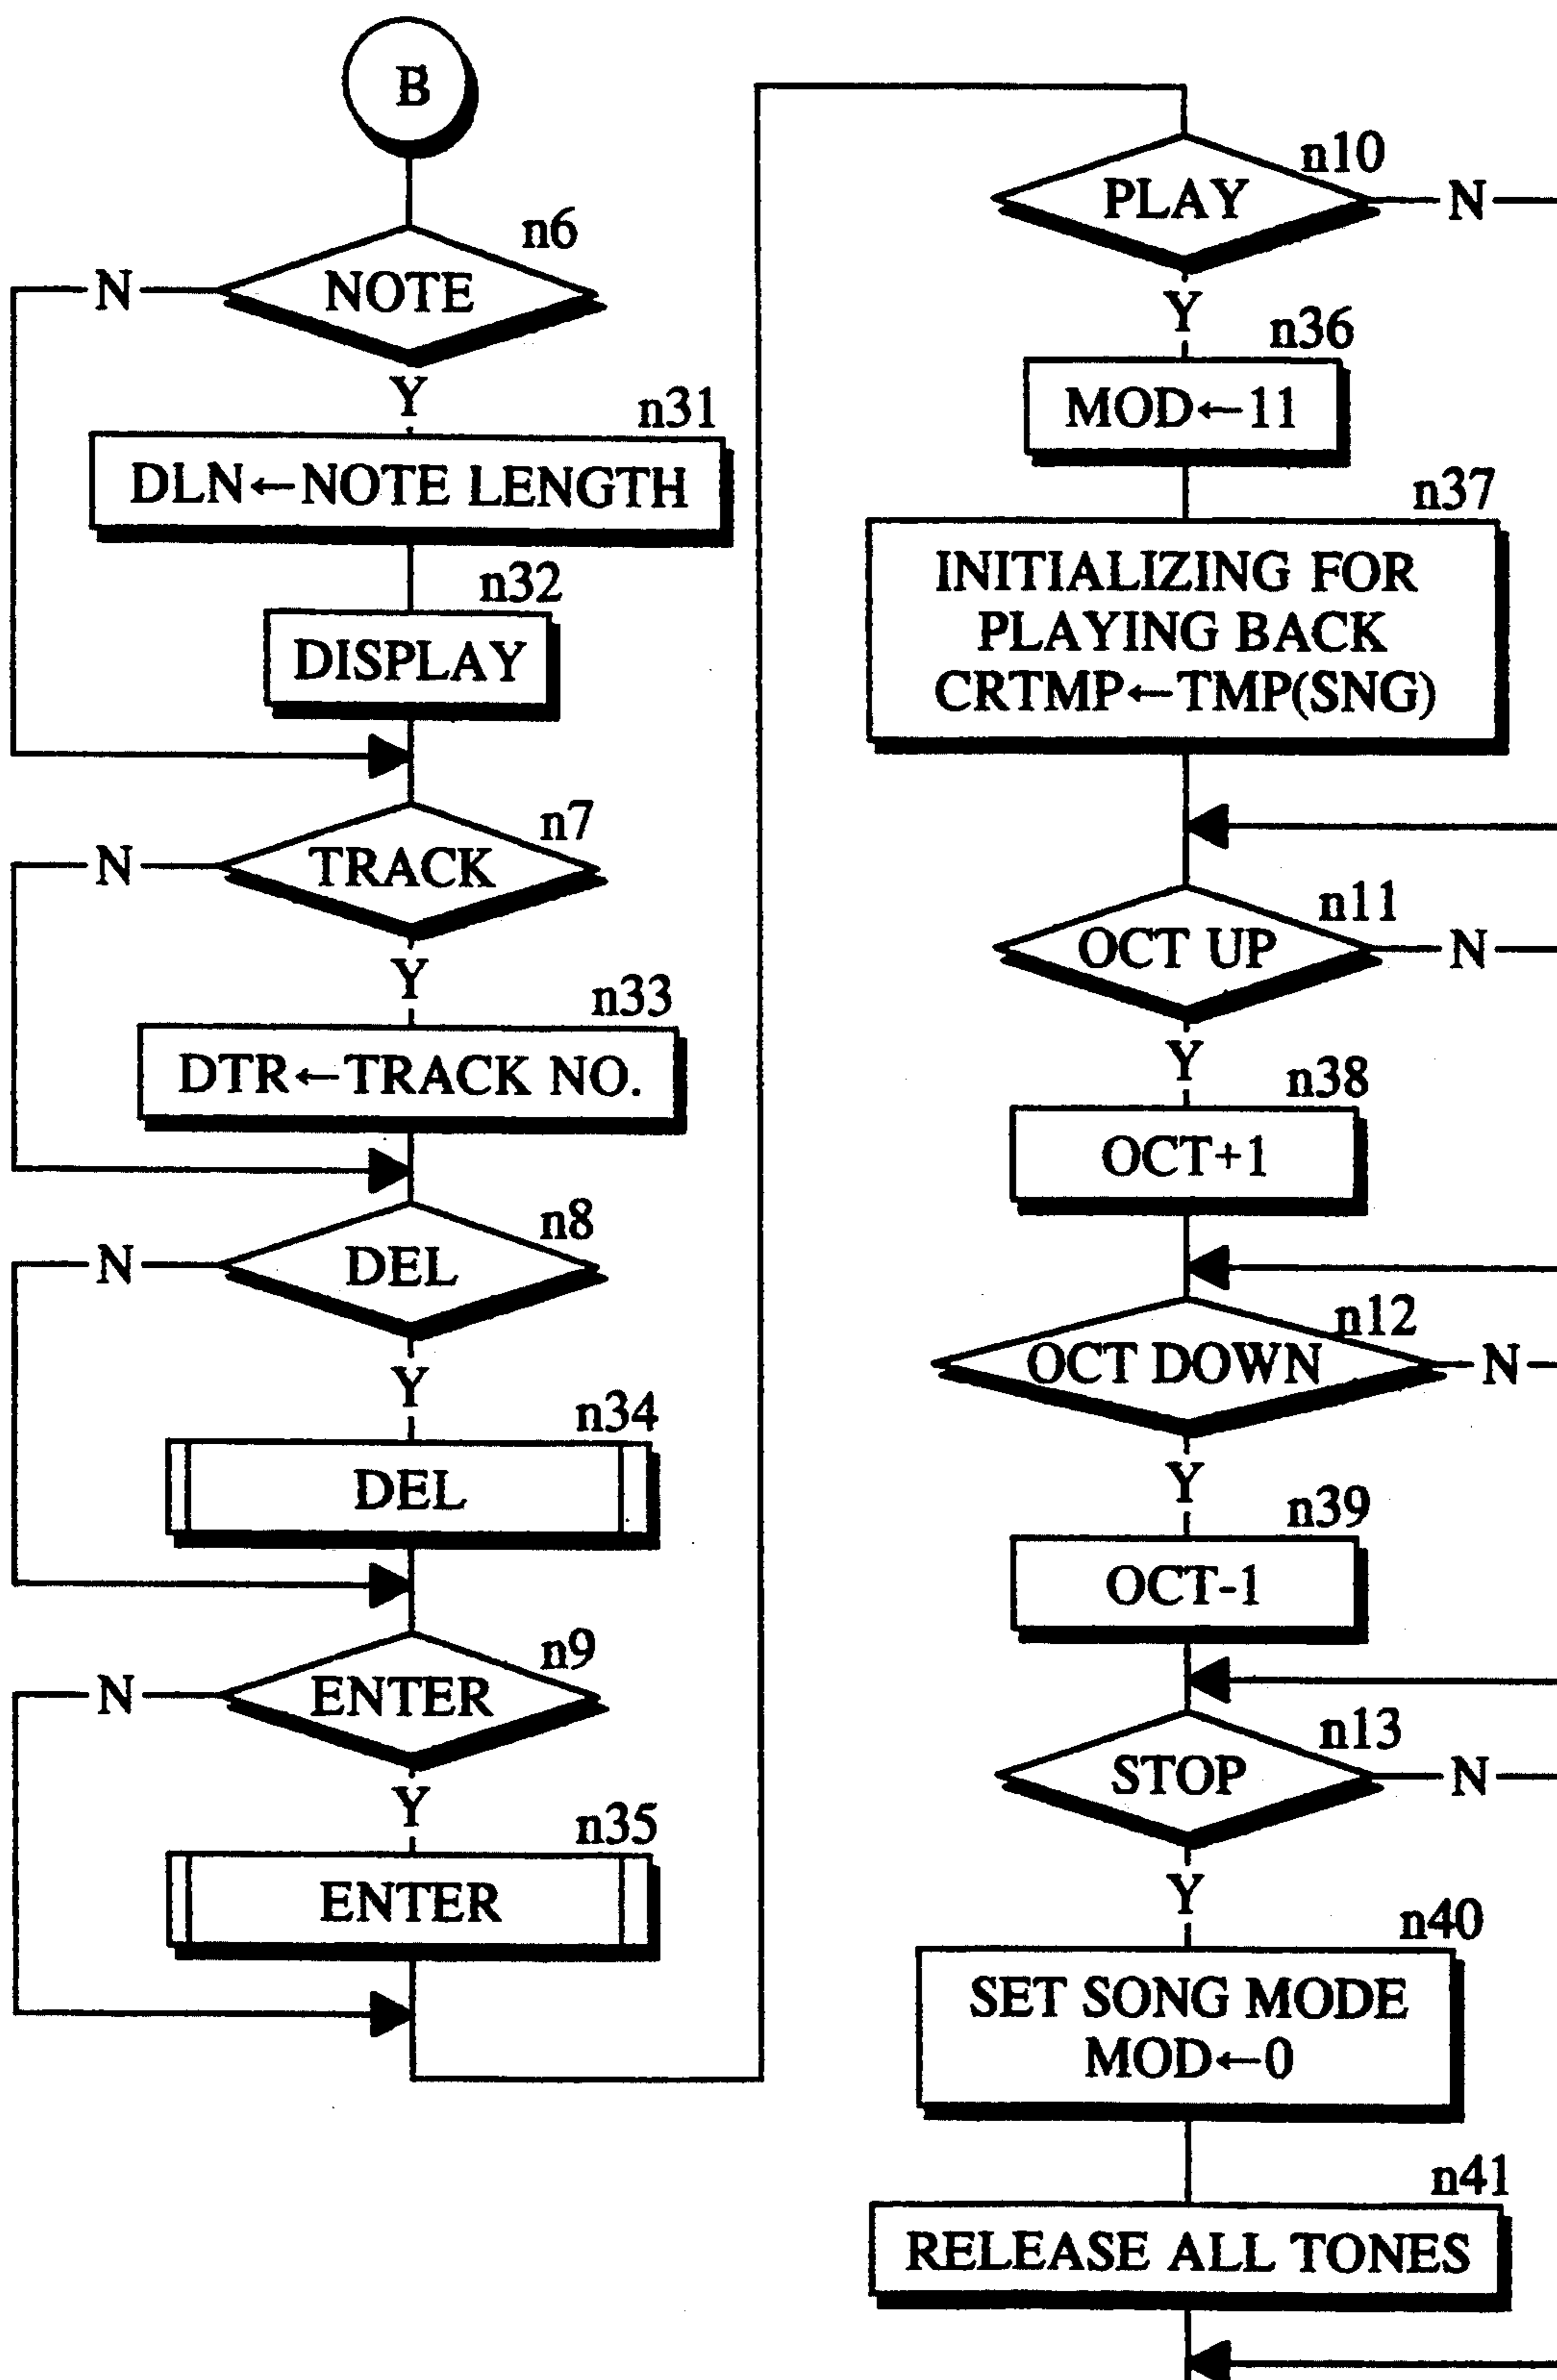 B
n6
N
NOTE
Y
n31
DLN←NOTE LENGTH
n32
DISPLAY
n7
N
TRACK
Y
n33
DTR←TRACK NO.
n8
N
DEL
Y
n34
DEL
n9
N
ENTER
Y
n35
ENTER
n10
PLAY
N
Y
n36
MOD←11
n37
INITIALIZING FOR
PLAYING BACK
CRTMP←TMP(SNG)
n11
OCT UP
N
Y
n38
OCT+1
n12
OCT DOWN
N
Y
n39
OCT-1
n13
STOP
N
Y
n40
SET SONG MODE
MOD←0
n41
RELEASE ALL TONES